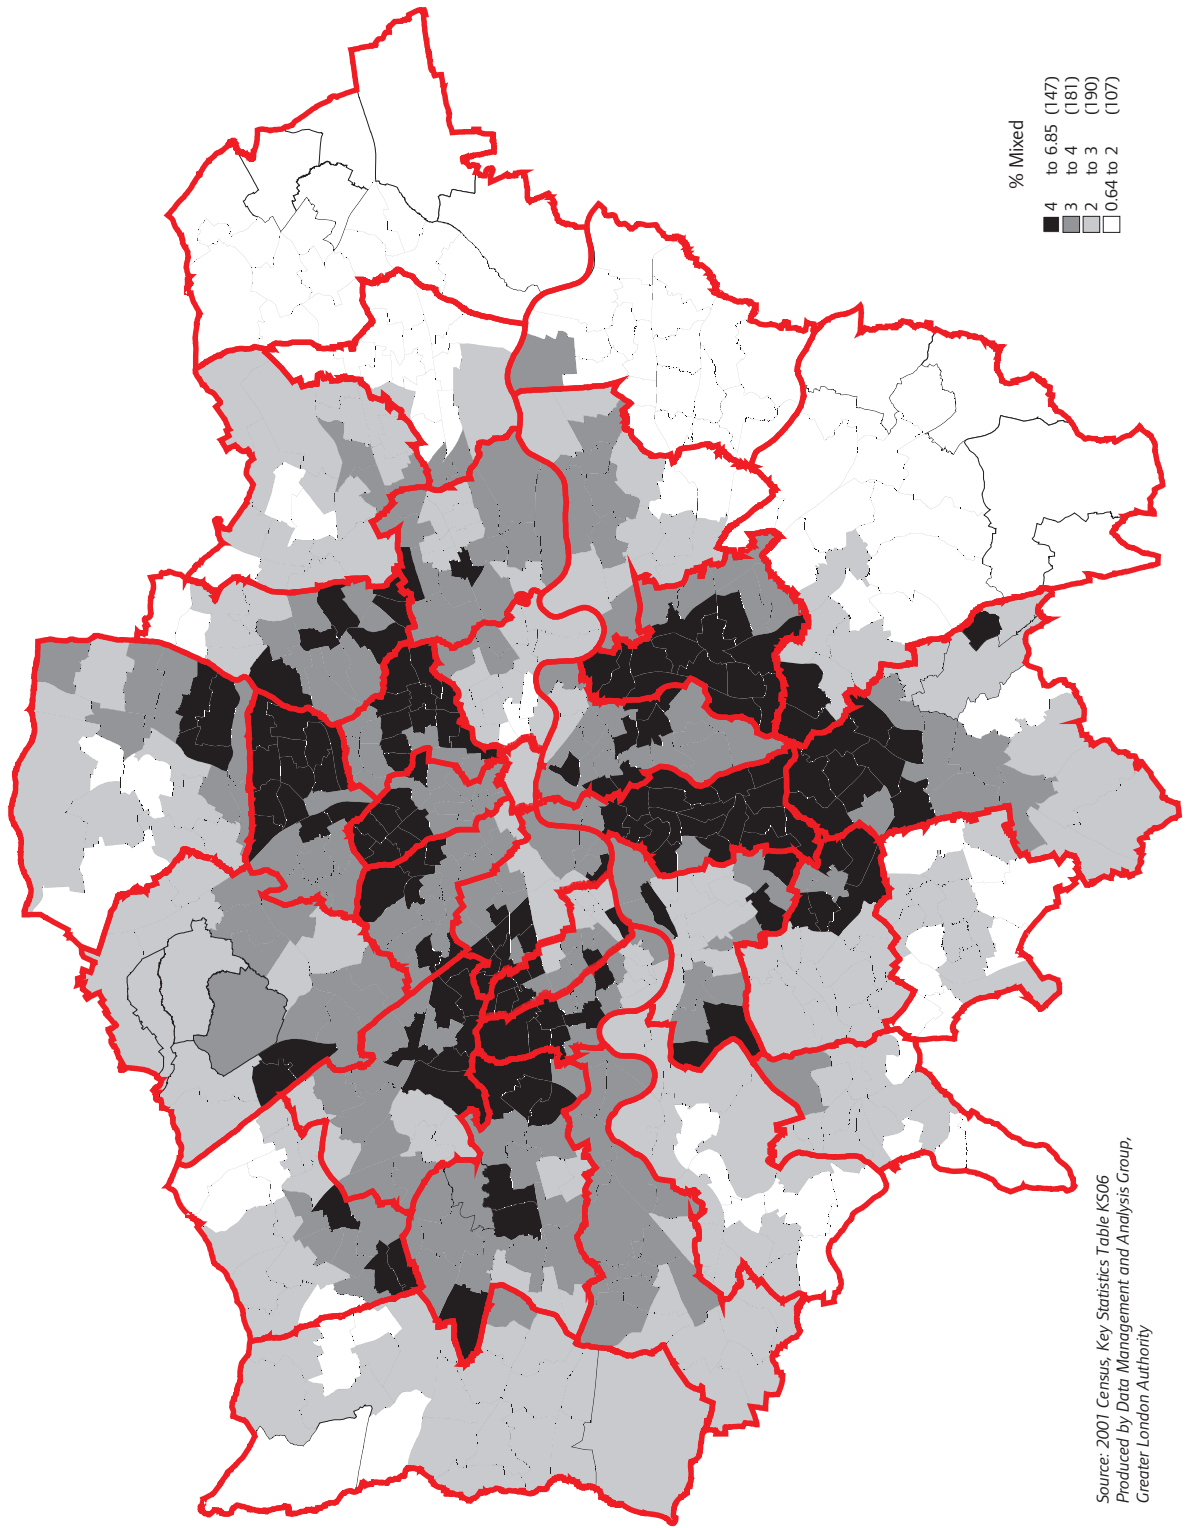 % Mixed
4 to 6.85 (147)
3 to 4 (181)
2 to 3 (190)
0.64 to 2 (107)
Source: 2001 Census, Key Statistics Table KS06
Produced by Data Management and Analysis Group,
Greater London Authority